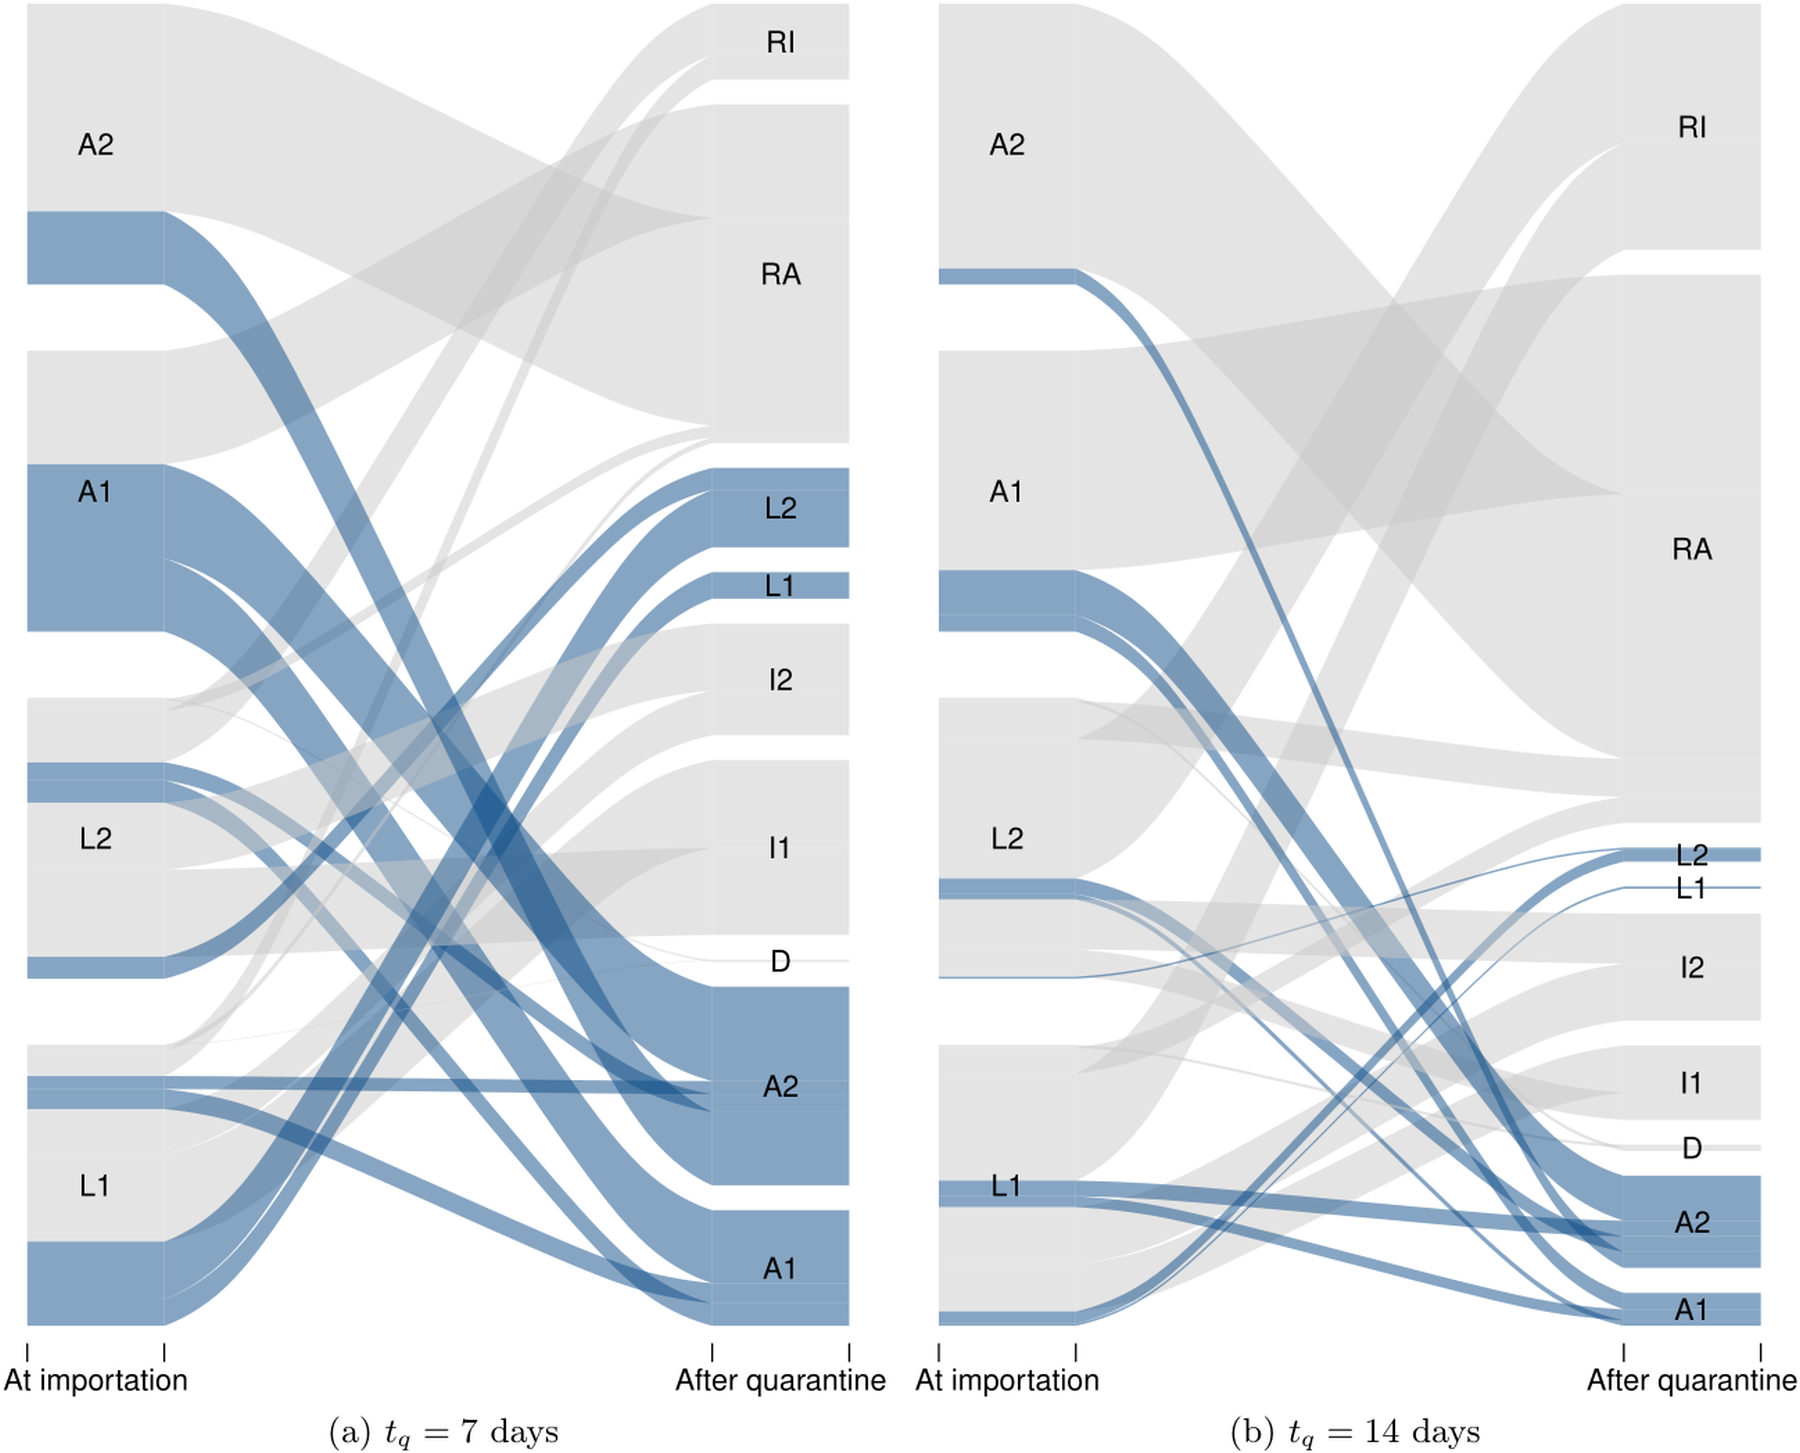 A2
A1
L2
L1
RI
RA
L2
L1
I2
I1
D
A2
A1
At importation
After quarantine
(a) t_q = 7 days
A2
A1
L2
L1
RI
RA
L2
L1
I2
I1
D
A2
A1
At importation
After quarantine
(b) t_q = 14 days